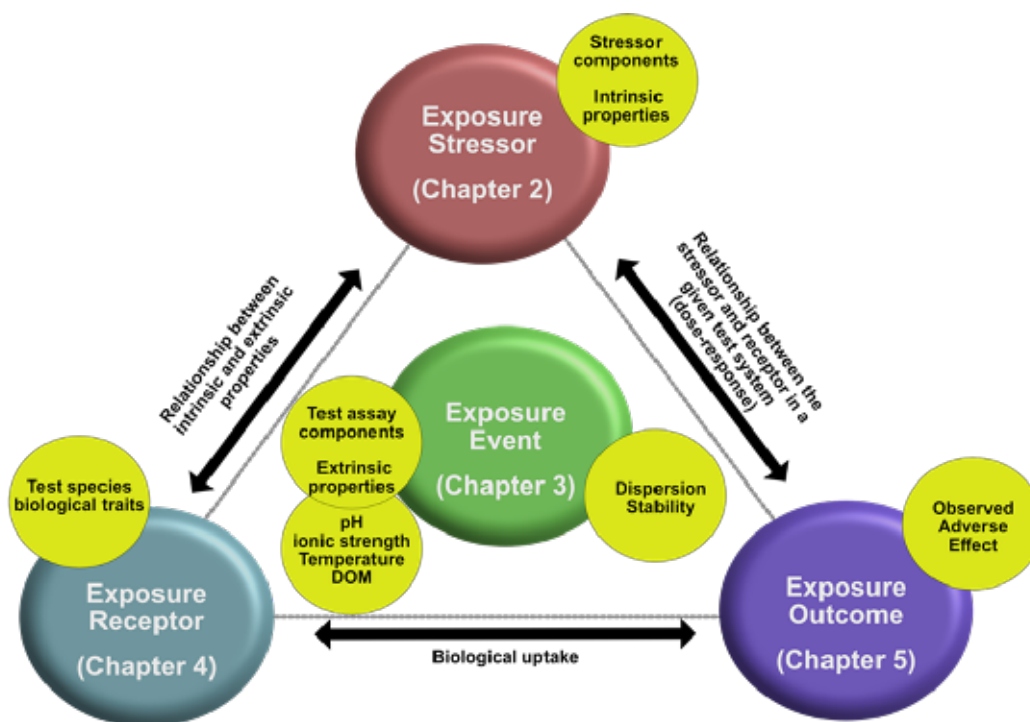 Stressor
components
Intrinsic
properties
Exposure
Stressor
(Chapter 2)
Relationship between
intrinsic and extrinsic
properties
Relationship between the
stressor and receptor in a
given test system
(dose-response)
Test assay
components
Extrinsic
properties
pH
ionic strength
Temperature
DOM
Exposure
Event
(Chapter 3)
Dispersion
Stability
Test species
biological traits
Exposure
Receptor
(Chapter 4)
Observed
Adverse
Effect
Exposure
Outcome
(Chapter 5)
Biological uptake